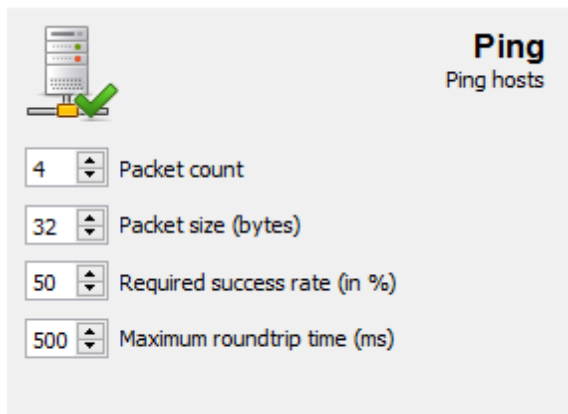 Ping
Ping hosts
4 Packet count
32 Packet size (bytes)
50 Required success rate (in %)
500 Maximum roundtrip time (ms)